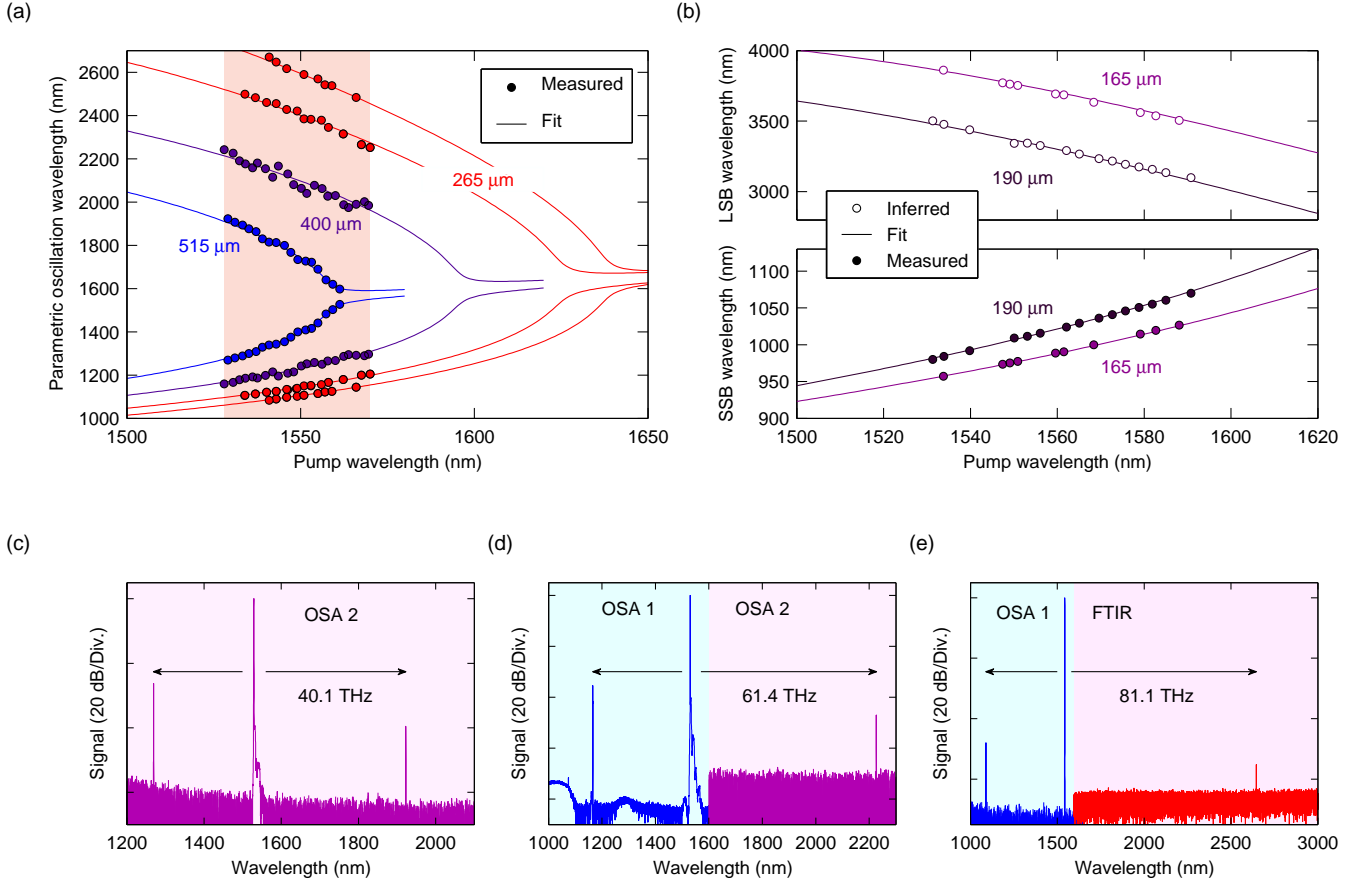 (a)
2600
2400
2200
2000
1800
1600
1400
1200
1000
1500
1550
1600
1650
Parametric oscillation wavelength (nm)
Pump wavelength (nm)
Measured
Fit
265 μm
400 μm
515 μm
(b)
4000
3500
3000
LSB wavelength (nm)
165 μm
190 μm
Inferred
Fit
Measured
1100
1050
1000
950
900
SSB wavelength (nm)
190 μm
165 μm
1500
1520
1540
1560
1580
1600
1620
Pump wavelength (nm)
(c)
Signal (20 dB/Div.)
OSA 2
40.1 THz
1200
1400
1600
1800
2000
Wavelength (nm)
(d)
Signal (20 dB/Div.)
OSA 1
OSA 2
61.4 THz
1000
1200
1400
1600
1800
2000
2200
Wavelength (nm)
(e)
Signal (20 dB/Div.)
OSA 1
FTIR
81.1 THz
1000
1500
2000
2500
3000
Wavelength (nm)